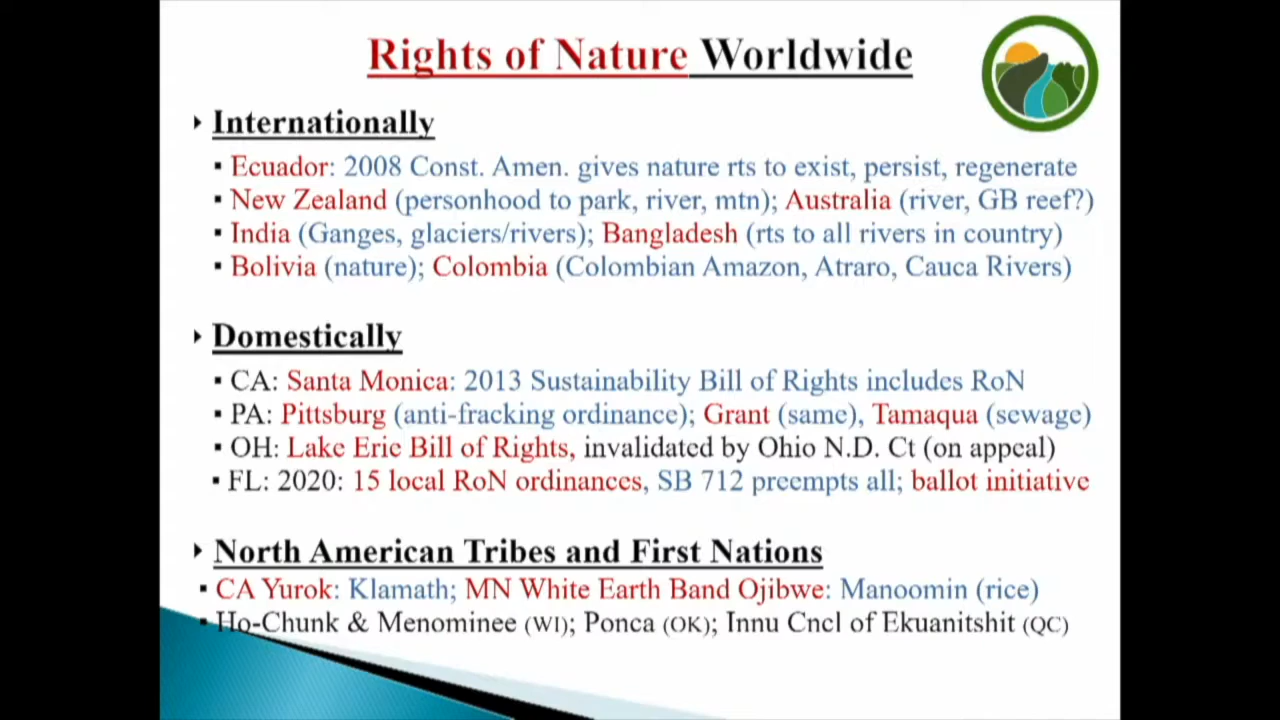 Rights of Nature Worldwide
Internationally
Ecuador: 2008 Const. Amen. gives nature rts to exist, persist, regenerate
New Zealand (personhood to park, river, mtn); Australia (river, GB reef?)
India (Ganges, glaciers/rivers); Bangladesh (rts to all rivers in country)
Bolivia (nature); Colombia (Colombian Amazon, Atraro, Cauca Rivers)
Domestically
CA: Santa Monica: 2013 Sustainability Bill of Rights includes RoN
PA: Pittsburg (anti-fracking ordinance); Grant (same), Tamaqua (sewage)
OH: Lake Erie Bill of Rights, invalidated by Ohio N.D. Ct (on appeal)
FL: 2020: 15 local RoN ordinances, SB 712 preempts all; ballot initiative
North American Tribes and First Nations
CA Yurok: Klamath; MN White Earth Band Ojibwe: Manoomin (rice)
Ho-Chunk & Menominee (WI); Ponca (OK); Innu Cncl of Ekuanitshit (QC)